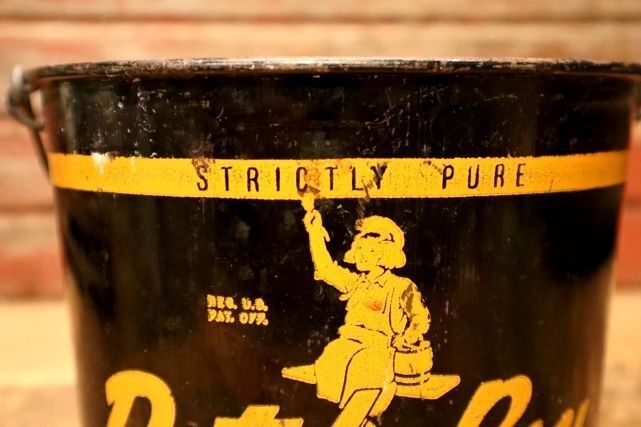 STRICTLY PURE
REG. U.S.
PAT. OFF.